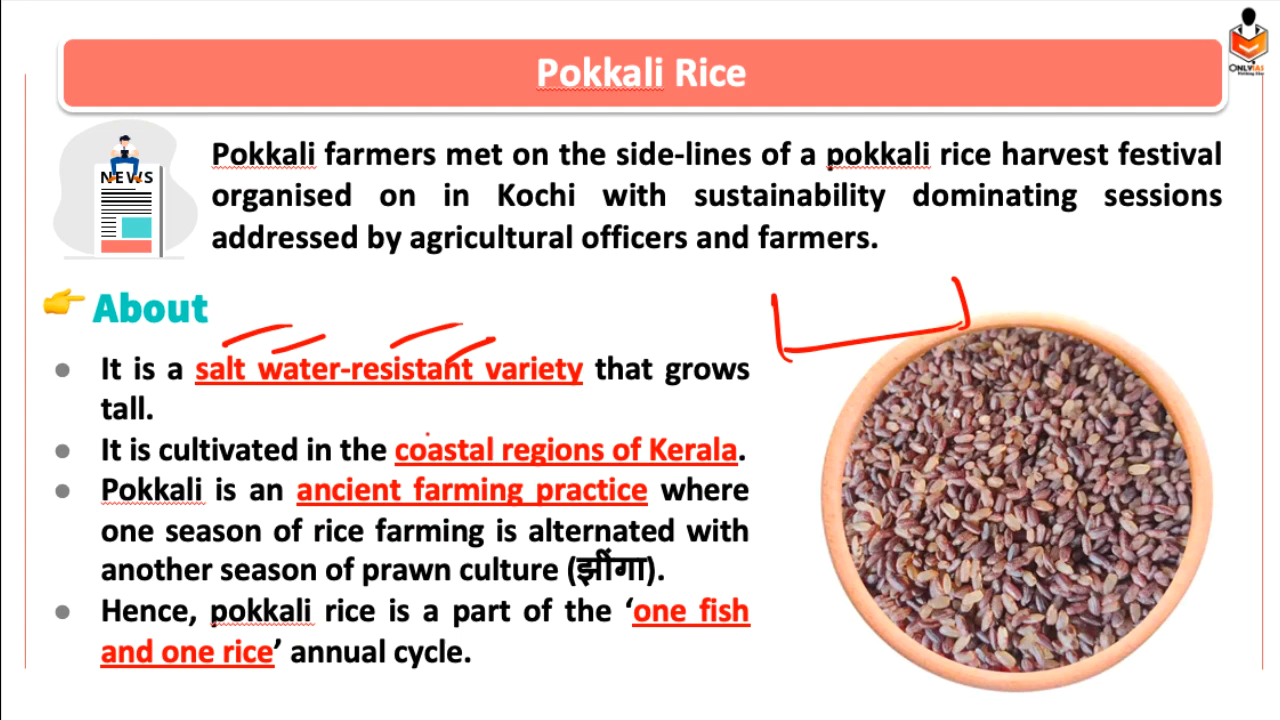 Pokkali Rice
ONLYIAS
NEWS
Pokkali farmers met on the side-lines of a pokkali rice harvest festival
organised on in Kochi with sustainability dominating sessions
addressed by agricultural officers and farmers.
About
● It is a salt water-resistant variety that grows
tall.
● It is cultivated in the coastal regions of Kerala.
● Pokkali is an ancient farming practice where
one season of rice farming is alternated with
another season of prawn culture (झींगा).
● Hence, pokkali rice is a part of the ‘one fish
and one rice’ annual cycle.